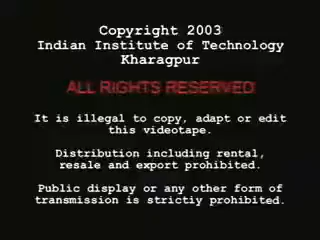 Copyright 2003
Indian Institute of Technology
Kharagpur
ALL RIGHTS RESERVED
It is illegal to copy, adapt or edit
this videotape.
Distribution including rental,
resale and export prohibited.
Public display or any other form of
transmission is strictiy prohibited.